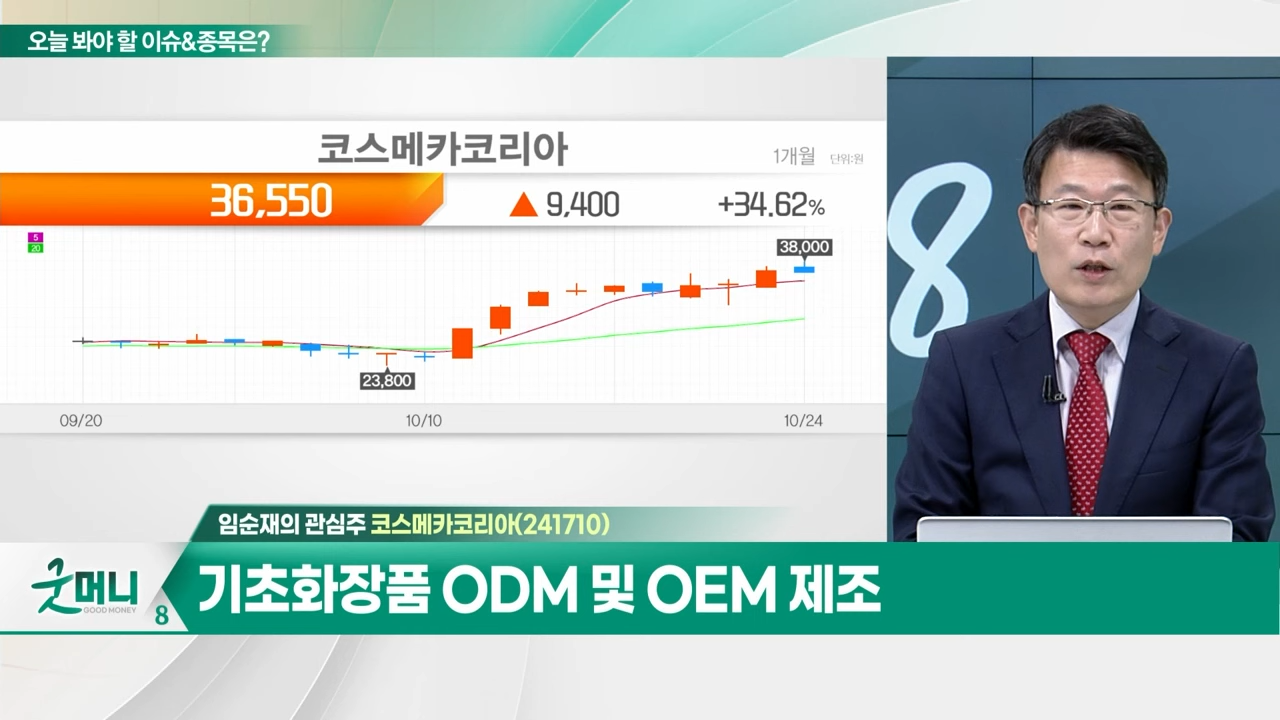 오늘 봐야 할 이슈&종목은?
코스메카코리아
1개월 단위:원
36,550 ▲ 9,400 +34.62%
5
20
38,000
23,800
09/20 10/10 10/24
8
임순재의 관심주 코스메카코리아(241710)
굿머니
GOOD MONEY
8
기초화장품 ODM 및 OEM 제조